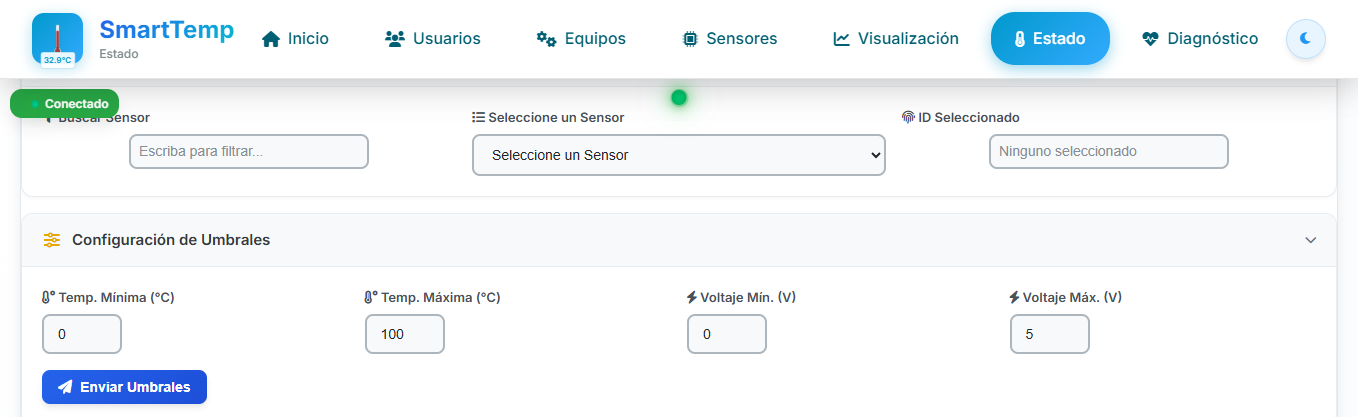 SmartTemp
Estado
32.9°C
Inicio
Usuarios
Equipos
Sensores
Visualización
Estado
Diagnóstico
Conectado
Buscar Sensor
Seleccione un Sensor
ID Seleccionado
Escriba para filtrar...
Seleccione un Sensor
Ninguno seleccionado
Configuración de Umbrales
Temp. Mínima (°C)
Temp. Máxima (°C)
Voltaje Mín. (V)
Voltaje Máx. (V)
0
100
0
5
Enviar Umbrales